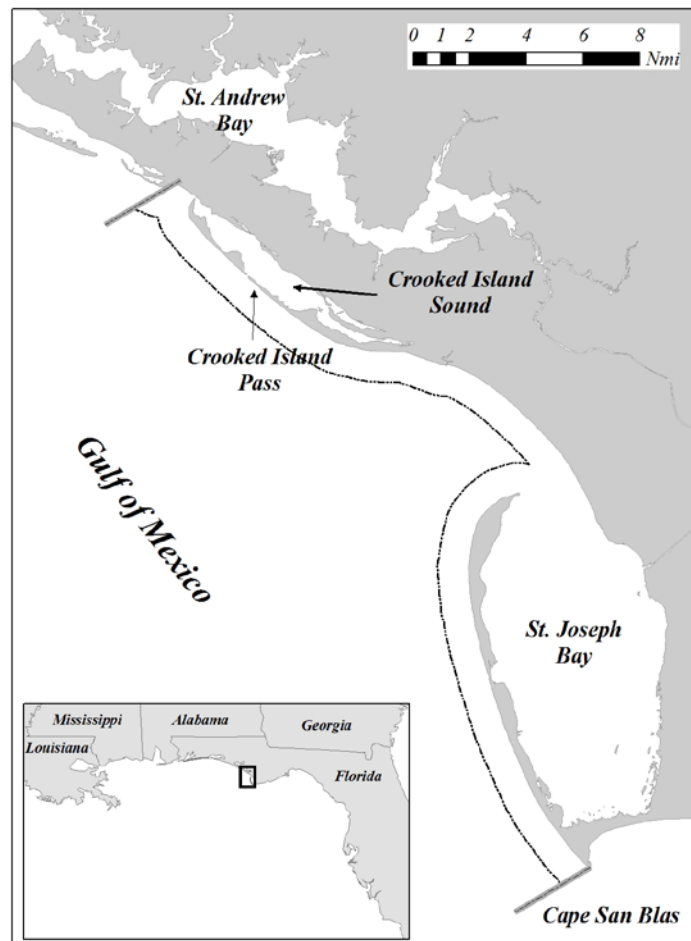 0 1 2 4 6 8
Nmi
St. Andrew
Bay
Crooked Island
Sound
Crooked Island
Pass
Gulf of Mexico
St. Joseph
Bay
Mississippi
Alabama
Georgia
Louisiana
Florida
Cape San Blas